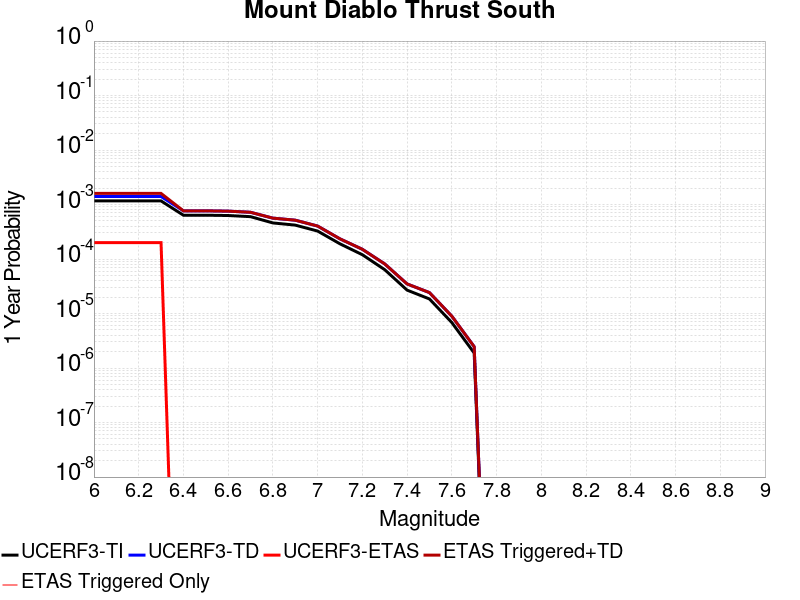 Mount Diablo Thrust South
10^0
10^-1
10^-2
10^-3
10^-4
10^-5
10^-6
10^-7
10^-8
1 Year Probability
6 6.2 6.4 6.6 6.8 7 7.2 7.4 7.6 7.8 8 8.2 8.4 8.6 8.8 9
Magnitude
UCERF3-TI UCERF3-TD UCERF3-ETAS ETAS Triggered+TD
ETAS Triggered Only